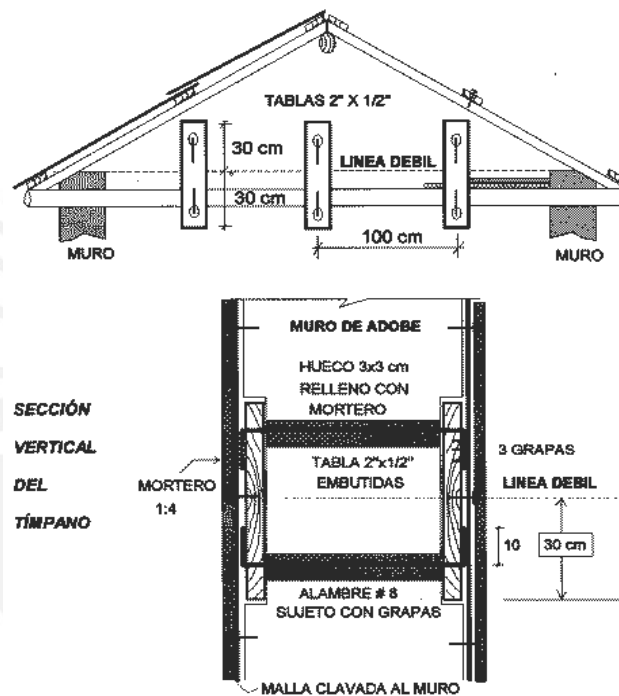 TABLAS 2" X 1/2"
30 cm
LINEA DEBIL
30 cm
100 cm
MURO
MURO
MURO DE ADOBE
HUECO 3x3 cm
RELLENO CON
MORTERO
SECCIÓN
VERTICAL
DEL
TÍMPANO
MORTERO
1:4
TABLA 2"x1/2"
EMBUTIDAS
3 GRAPAS
LINEA DEBIL
10
30 cm
ALAMBRE # 8
SUJETO CON GRAPAS
MALLA CLAVADA AL MURO